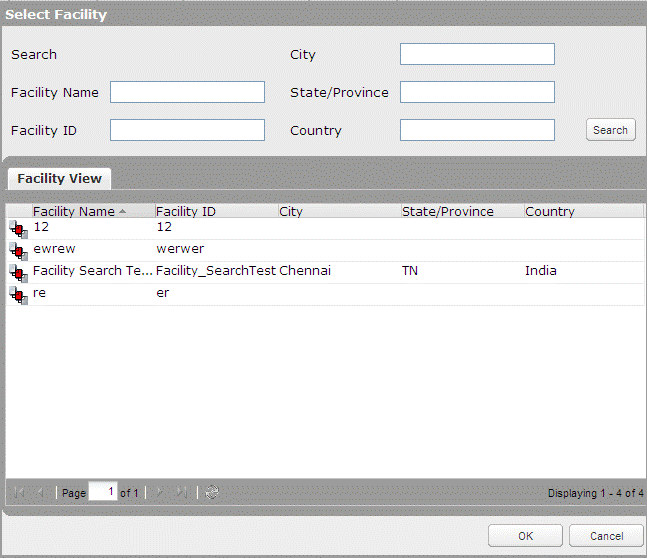 Select Facility
Search City
Facility Name State/Province
Facility ID Country Search
Facility View
Facility Name Facility ID City State/Province Country
12 12
ewrew werwer
Facility Search Te... Facility_SearchTest Chennai TN India
re er
Page 1 of 1 Displaying 1 - 4 of 4
OK Cancel